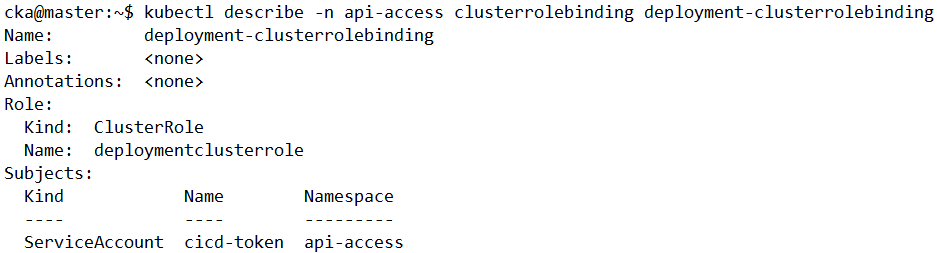 cka@master:~$ kubectl describe -n api-access clusterrolebinding deployment-clusterrolebinding
Name:         deployment-clusterrolebinding
Labels:       <none>
Annotations:  <none>
Role:
  Kind:  ClusterRole
  Name:  deploymentclusterrole
Subjects:
  Kind            Name        Namespace
  ----            ----        ---------
  ServiceAccount  cicd-token  api-access